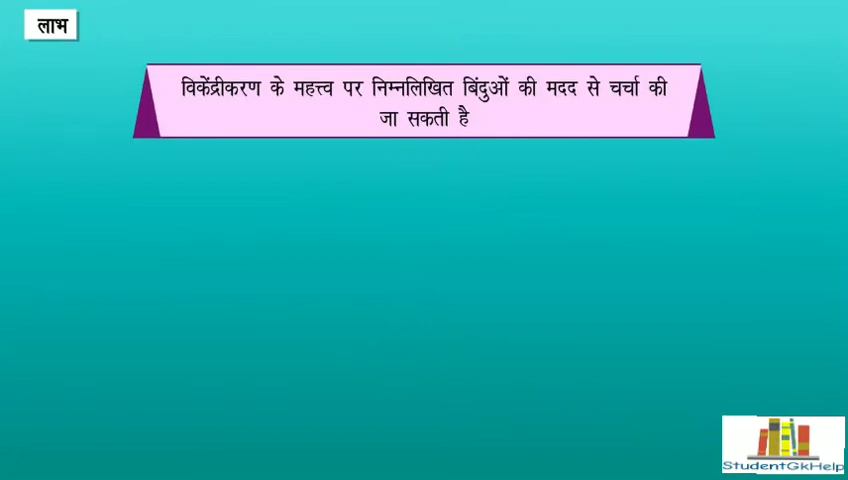 लाभ
विकेंद्रीकरण के महत्त्व पर निम्नलिखित बिंदुओं की मदद से चर्चा की
जा सकती है
StudentGkHelp